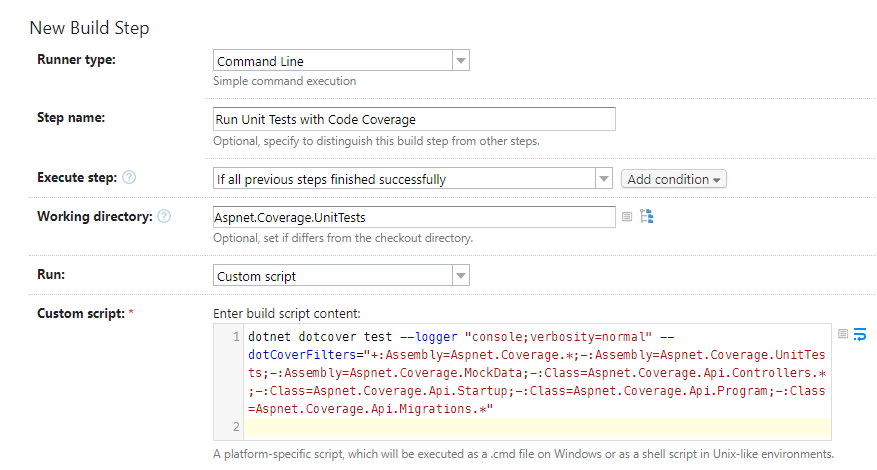 New Build Step
Runner type:
Command Line
Simple command execution
Step name:
Run Unit Tests with Code Coverage
Optional, specify to distinguish this build step from other steps.
Execute step: ?
If all previous steps finished successfully
Add condition
Working directory: ?
Aspnet.Coverage.UnitTests
Optional, set if differs from the checkout directory.
Run:
Custom script
Custom script: *
Enter build script content:
1 dotnet dotcover test --logger "console;verbosity=normal" --
dotCoverFilters="+:Assembly=Aspnet.Coverage.*;-:Assembly=Aspnet.Coverage.UnitTes
ts;-:Assembly=Aspnet.Coverage.MockData;-:Class=Aspnet.Coverage.Api.Controllers.*
;-:Class=Aspnet.Coverage.Api.Startup;-:Class=Aspnet.Coverage.Api.Program;-:Class
=Aspnet.Coverage.Api.Migrations.*"
2
A platform-specific script, which will be executed as a .cmd file on Windows or as a shell script in Unix-like environments.